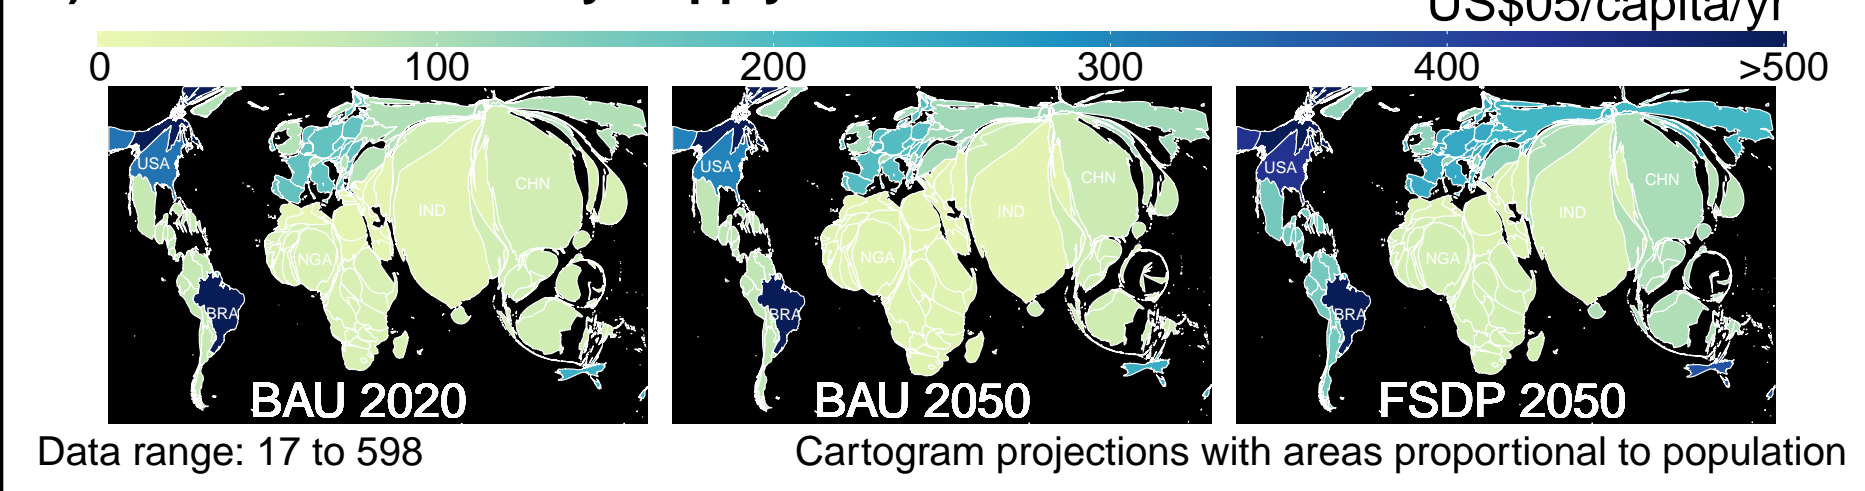 US$05/capita/yr
0 100 200 300 400 >500
USA CHN IND NGA BRA
BAU 2020
USA CHN IND NGA BRA
BAU 2050
USA CHN IND NGA BRA
FSDP 2050
Data range: 17 to 598
Cartogram projections with areas proportional to population